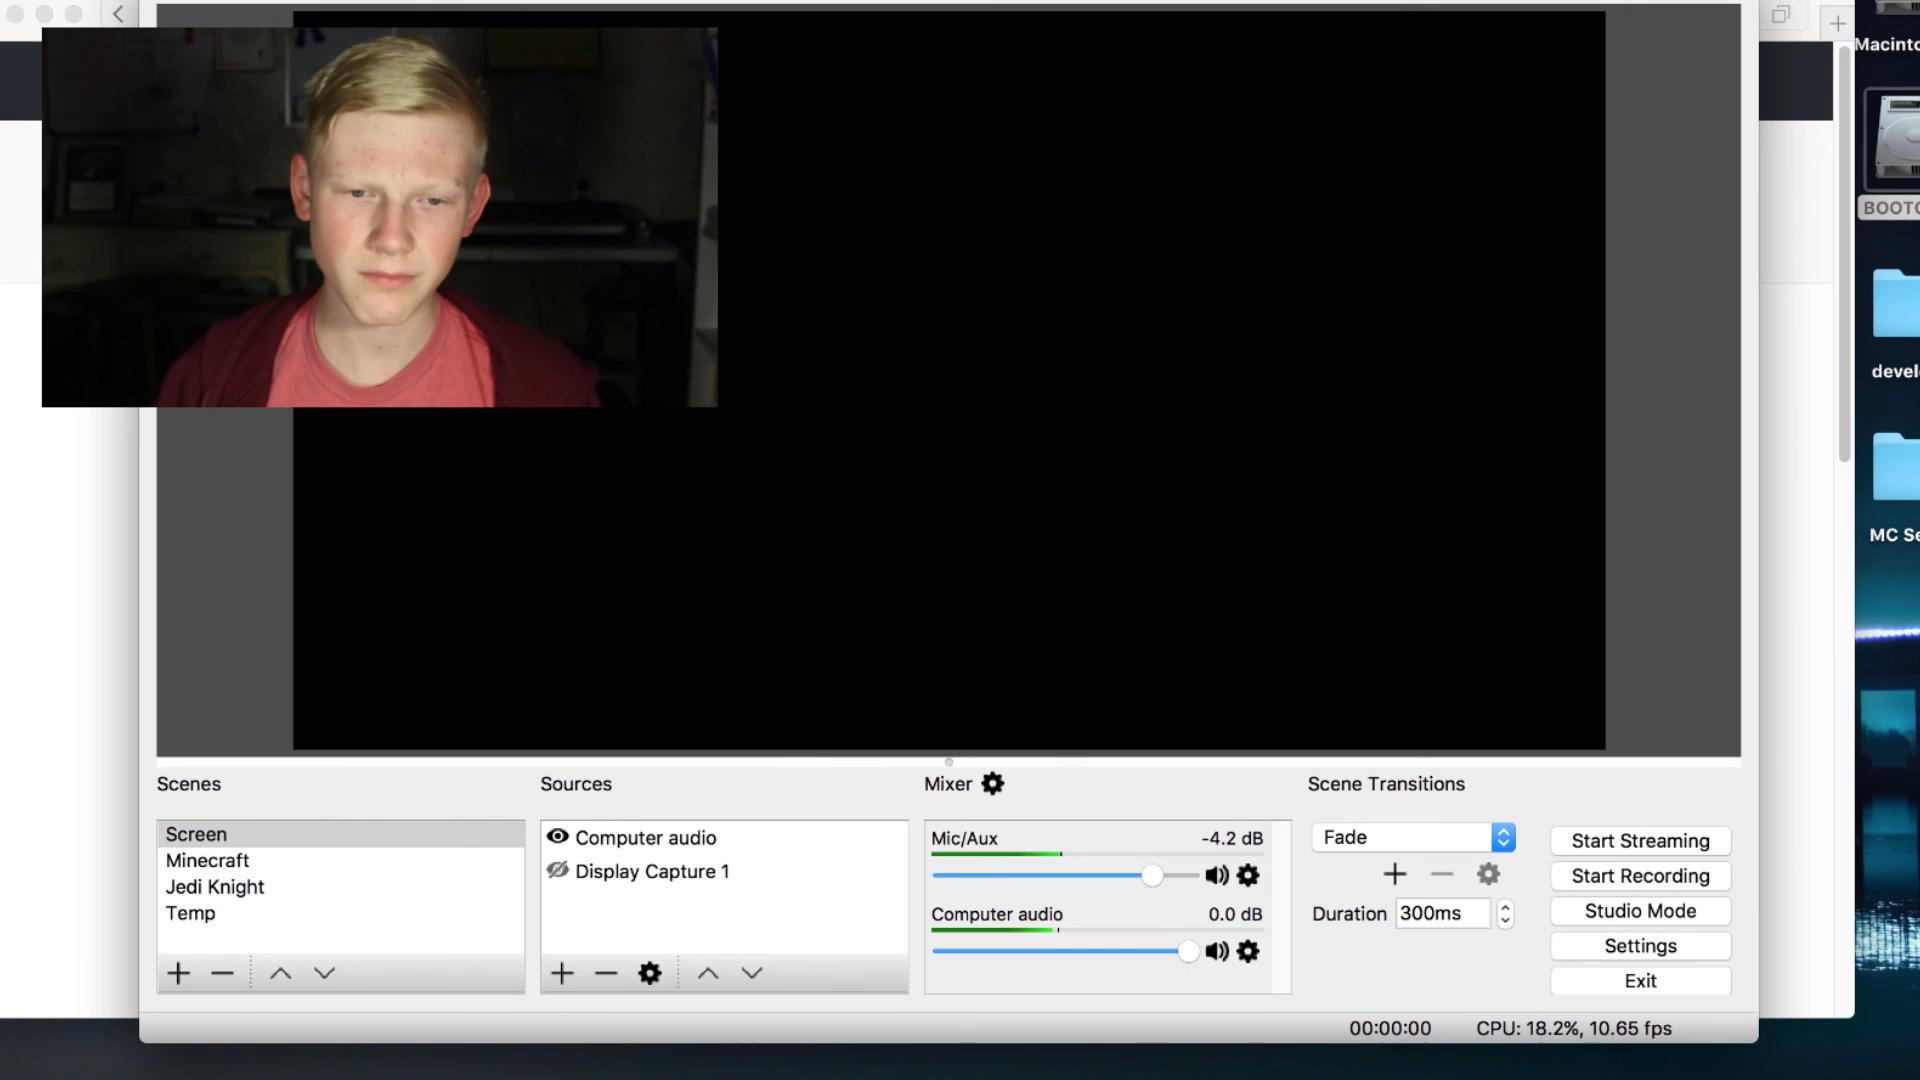 Macinto
BOOTC
devel
MC Se
Scenes
Screen
Minecraft
Jedi Knight
Temp
Sources
Computer audio
Display Capture 1
Mixer
Mic/Aux -4.2 dB
Computer audio 0.0 dB
Scene Transitions
Fade
Duration 300ms
Start Streaming
Start Recording
Studio Mode
Settings
Exit
00:00:00 CPU: 18.2%, 10.65 fps